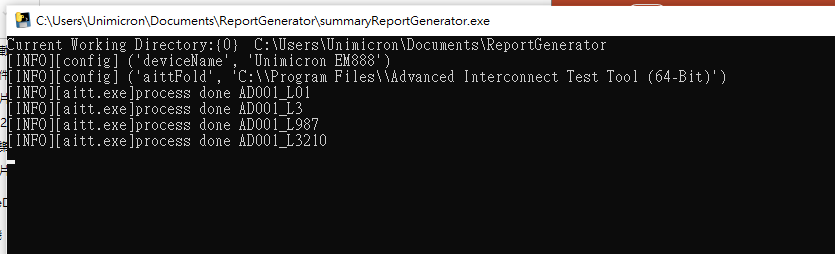 C:\Users\Unimicron\Documents\ReportGenerator\summaryReportGenerator.exe
Current Working Directory:{0}  C:\Users\Unimicron\Documents\ReportGenerator
[INFO][config] ('deviceName', 'Unimicron EM888')
[INFO][config] ('aittFold', 'C:\\Program Files\\Advanced Interconnect Test Tool (64-Bit)')
[INFO][aitt.exe]process done AD001_L01
[INFO][aitt.exe]process done AD001_L3
[INFO][aitt.exe]process done AD001_L987
[INFO][aitt.exe]process done AD001_L3210